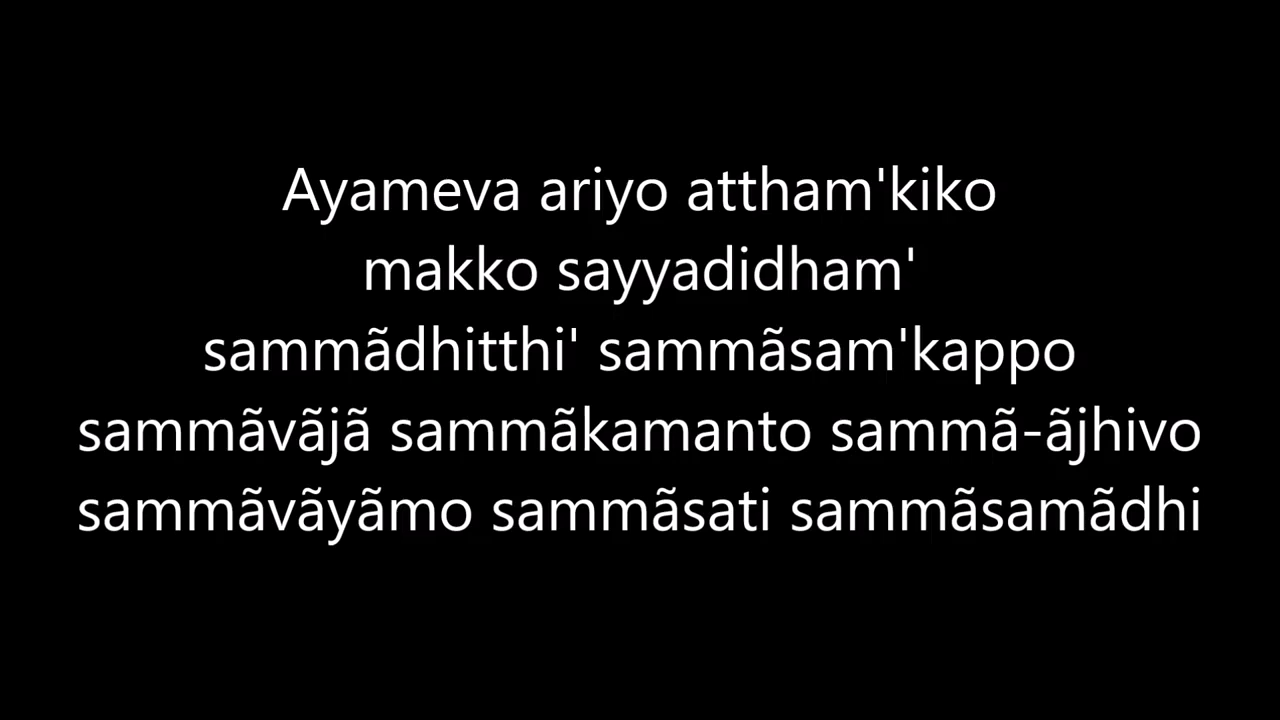 Ayameva ariyo attham'kiko
makko sayyadidham'
sammãdhitthi' sammãsam'kappo
sammãvãjã sammãkamanto sammã-ãjhivo
sammãvãyãmo sammãsati sammãsamãdhi